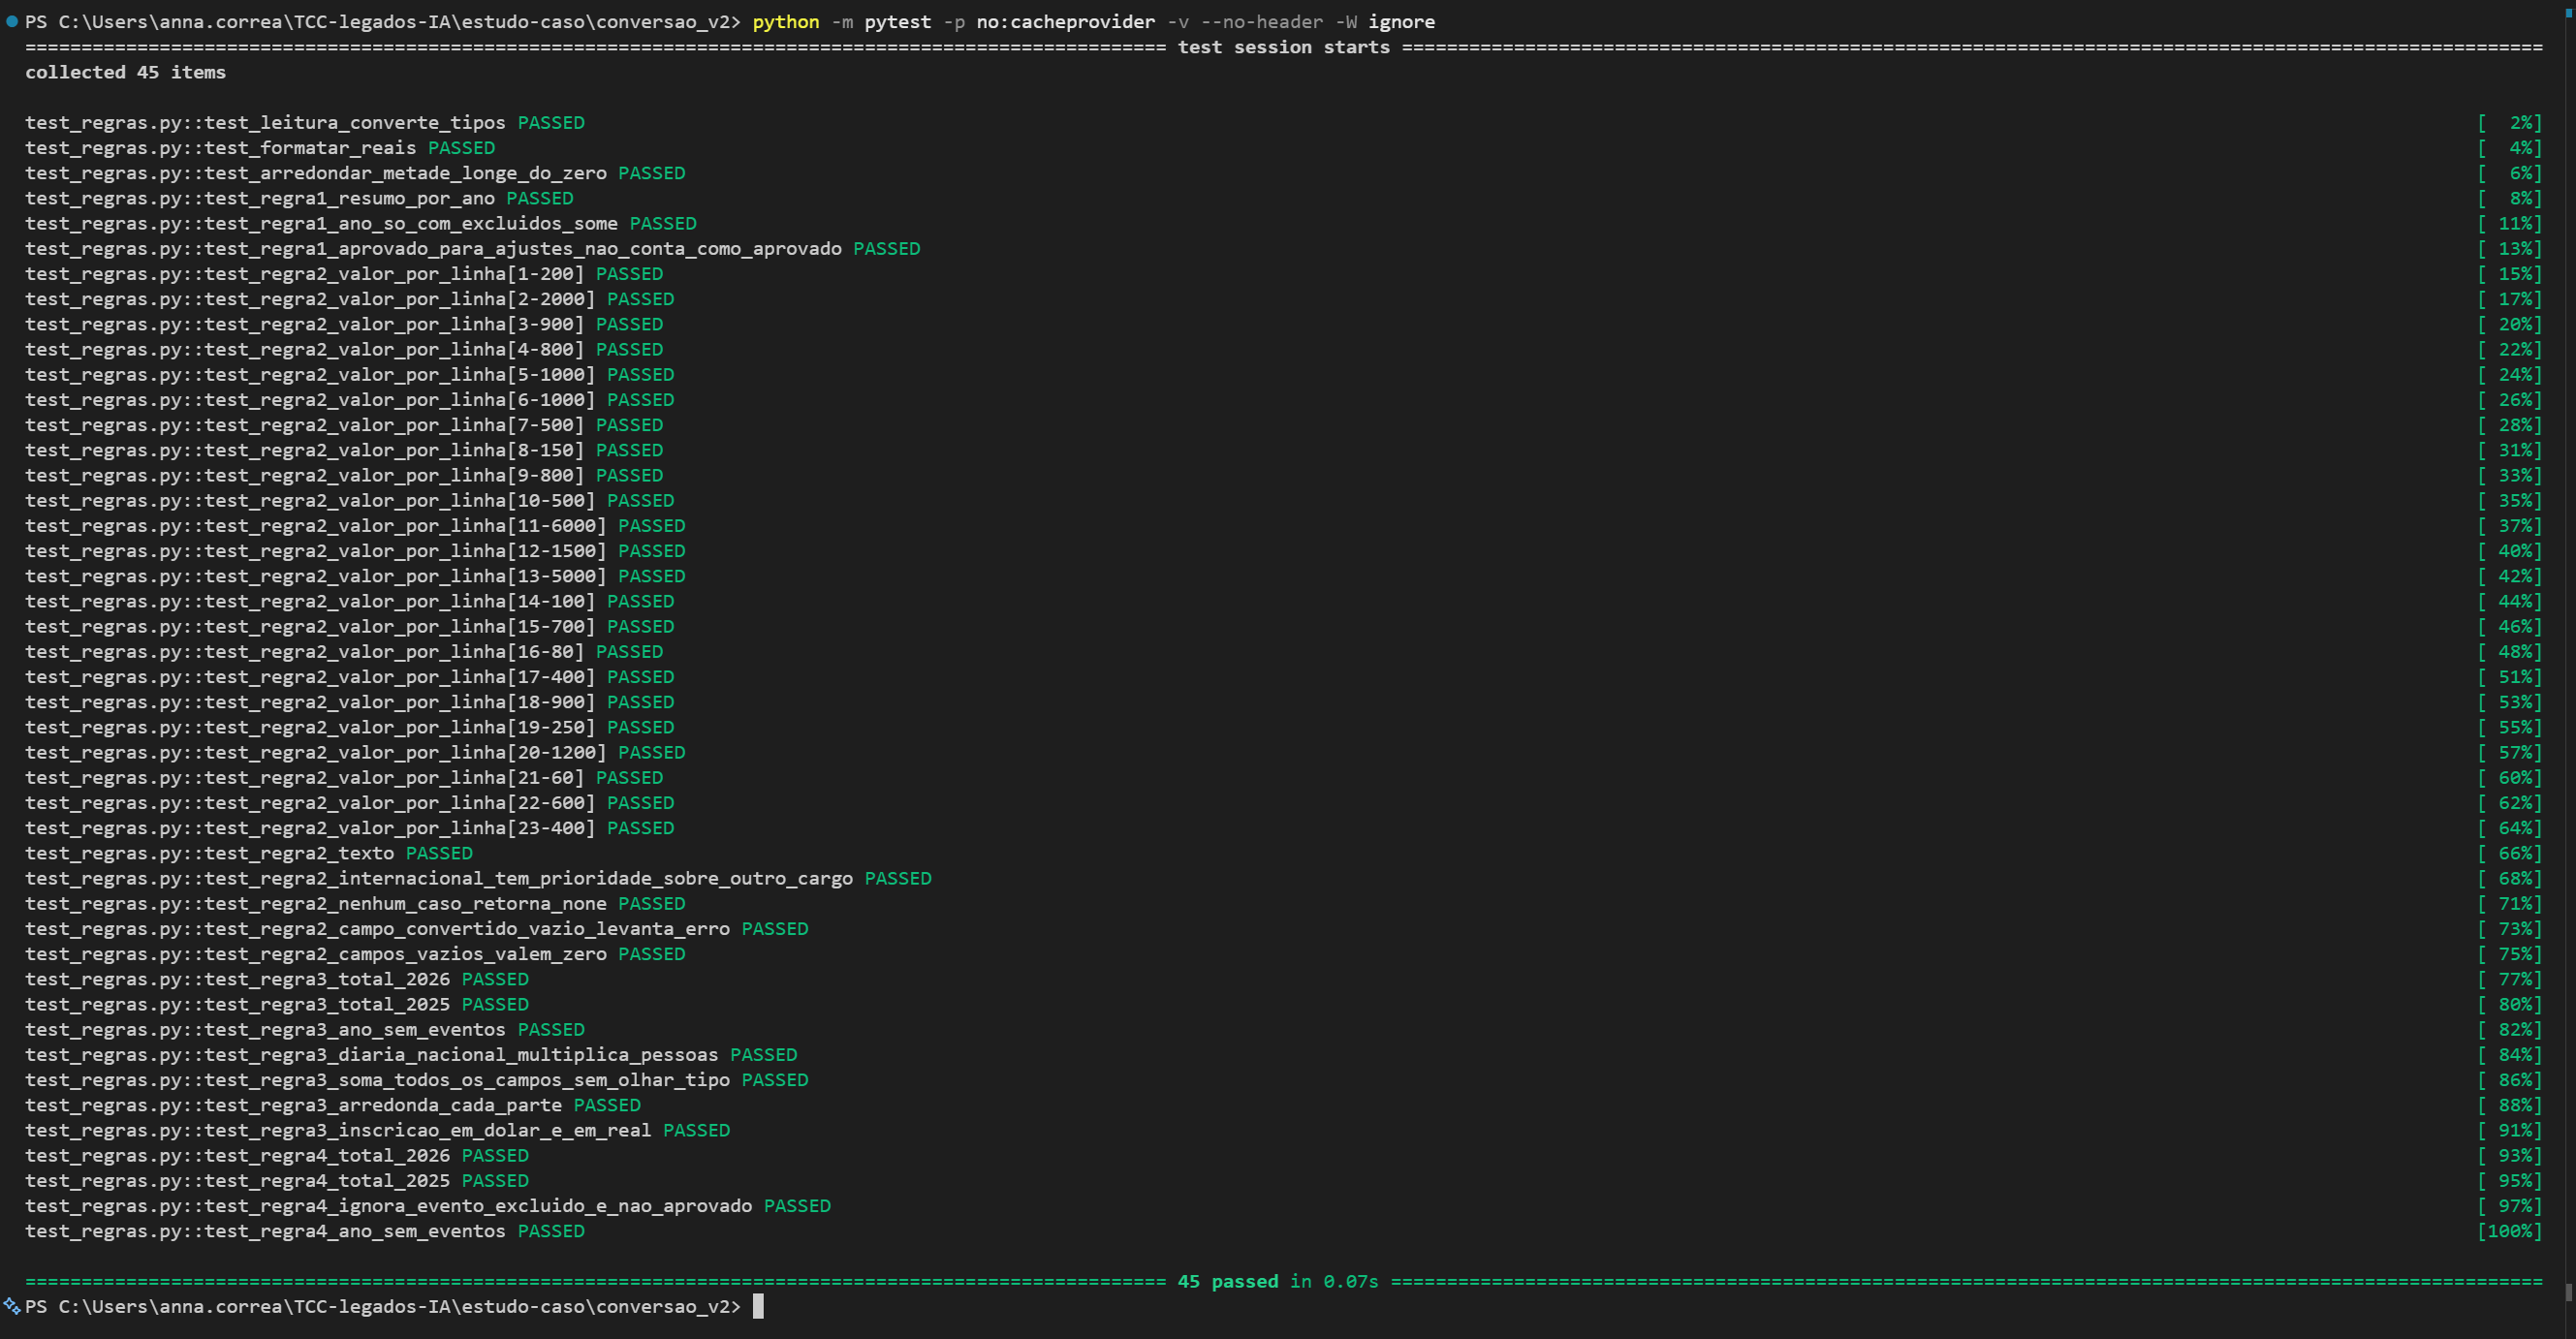 PS C:\Users\anna.correa\TCC-legados-IA\estudo-caso\conversao_v2> python -m pytest -p no:cacheprovider -v --no-header -W ignore
====================================================================================================== test session starts ======================================================================================================
collected 45 items
test_regras.py::test_leitura_converte_tipos PASSED [  2%]
test_regras.py::test_formatar_reais PASSED [  4%]
test_regras.py::test_arredondar_metade_longe_do_zero PASSED [  6%]
test_regras.py::test_regra1_resumo_por_ano PASSED [  8%]
test_regras.py::test_regra1_ano_so_com_excluidos_some PASSED [ 11%]
test_regras.py::test_regra1_aprovado_para_ajustes_nao_conta_como_aprovado PASSED [ 13%]
test_regras.py::test_regra2_valor_por_linha[1-200] PASSED [ 15%]
test_regras.py::test_regra2_valor_por_linha[2-2000] PASSED [ 17%]
test_regras.py::test_regra2_valor_por_linha[3-900] PASSED [ 20%]
test_regras.py::test_regra2_valor_por_linha[4-800] PASSED [ 22%]
test_regras.py::test_regra2_valor_por_linha[5-1000] PASSED [ 24%]
test_regras.py::test_regra2_valor_por_linha[6-1000] PASSED [ 26%]
test_regras.py::test_regra2_valor_por_linha[7-500] PASSED [ 28%]
test_regras.py::test_regra2_valor_por_linha[8-150] PASSED [ 31%]
test_regras.py::test_regra2_valor_por_linha[9-800] PASSED [ 33%]
test_regras.py::test_regra2_valor_por_linha[10-500] PASSED [ 35%]
test_regras.py::test_regra2_valor_por_linha[11-6000] PASSED [ 37%]
test_regras.py::test_regra2_valor_por_linha[12-1500] PASSED [ 40%]
test_regras.py::test_regra2_valor_por_linha[13-5000] PASSED [ 42%]
test_regras.py::test_regra2_valor_por_linha[14-100] PASSED [ 44%]
test_regras.py::test_regra2_valor_por_linha[15-700] PASSED [ 46%]
test_regras.py::test_regra2_valor_por_linha[16-80] PASSED [ 48%]
test_regras.py::test_regra2_valor_por_linha[17-400] PASSED [ 51%]
test_regras.py::test_regra2_valor_por_linha[18-900] PASSED [ 53%]
test_regras.py::test_regra2_valor_por_linha[19-250] PASSED [ 55%]
test_regras.py::test_regra2_valor_por_linha[20-1200] PASSED [ 57%]
test_regras.py::test_regra2_valor_por_linha[21-60] PASSED [ 60%]
test_regras.py::test_regra2_valor_por_linha[22-600] PASSED [ 62%]
test_regras.py::test_regra2_valor_por_linha[23-400] PASSED [ 64%]
test_regras.py::test_regra2_texto PASSED [ 66%]
test_regras.py::test_regra2_internacional_tem_prioridade_sobre_outro_cargo PASSED [ 68%]
test_regras.py::test_regra2_nenhum_caso_retorna_none PASSED [ 71%]
test_regras.py::test_regra2_campo_convertido_vazio_levanta_erro PASSED [ 73%]
test_regras.py::test_regra2_campos_vazios_valem_zero PASSED [ 75%]
test_regras.py::test_regra3_total_2026 PASSED [ 77%]
test_regras.py::test_regra3_total_2025 PASSED [ 80%]
test_regras.py::test_regra3_ano_sem_eventos PASSED [ 82%]
test_regras.py::test_regra3_diaria_nacional_multiplica_pessoas PASSED [ 84%]
test_regras.py::test_regra3_soma_todos_os_campos_sem_olhar_tipo PASSED [ 86%]
test_regras.py::test_regra3_arredonda_cada_parte PASSED [ 88%]
test_regras.py::test_regra3_inscricao_em_dolar_e_em_real PASSED [ 91%]
test_regras.py::test_regra4_total_2026 PASSED [ 93%]
test_regras.py::test_regra4_total_2025 PASSED [ 95%]
test_regras.py::test_regra4_ignora_evento_excluido_e_nao_aprovado PASSED [ 97%]
test_regras.py::test_regra4_ano_sem_eventos PASSED [100%]
====================================================================================================== 45 passed in 0.07s =======================================================================================================
PS C:\Users\anna.correa\TCC-legados-IA\estudo-caso\conversao_v2>